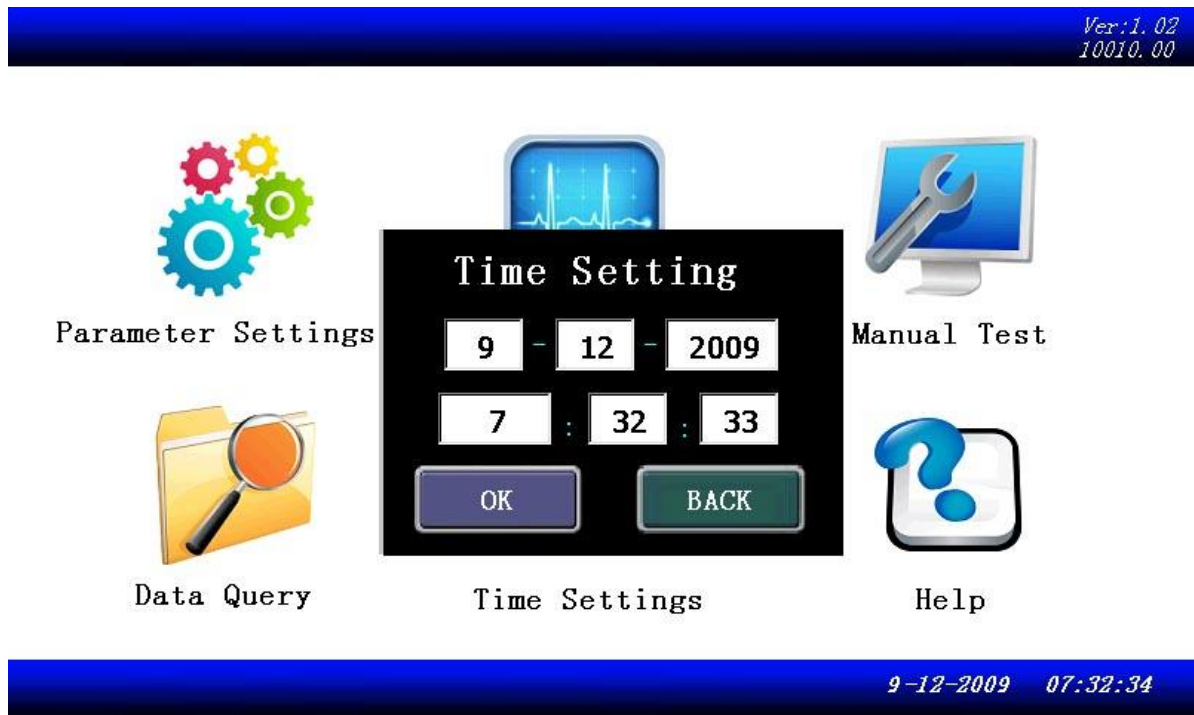 Ver:1.02
10010.00
Time Setting
9 - 12 - 2009
7 : 32 : 33
OK BACK
Parameter Settings
Manual Test
Data Query
Time Settings
Help
9-12-2009 07:32:34